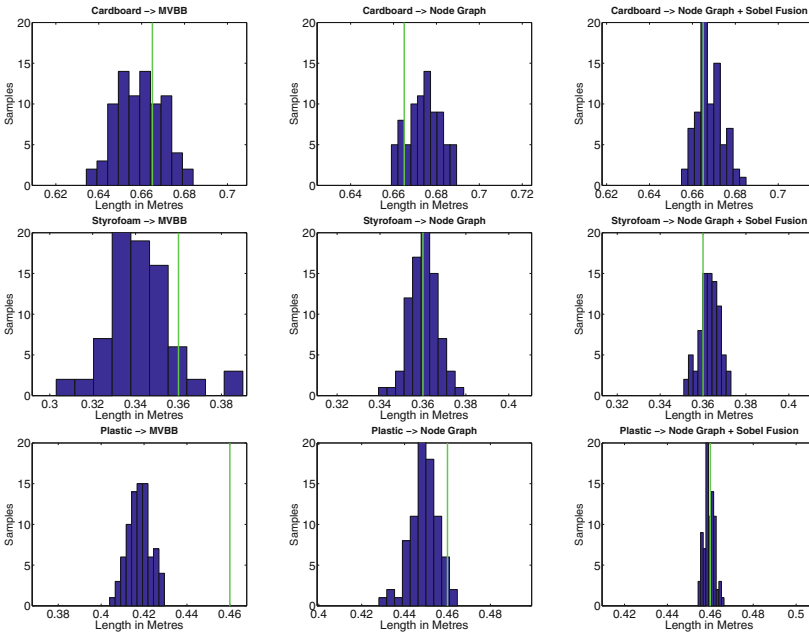 Cardboard −> MVBB
Cardboard −> Node Graph
Cardboard −> Node Graph + Sobel Fusion
20
15
10
5
0
Samples
0.62 0.64 0.66 0.68 0.7
Length in Metres
20
15
10
5
0
Samples
0.64 0.66 0.68 0.7 0.72
Length in Metres
20
15
10
5
0
Samples
0.62 0.64 0.66 0.68 0.7
Length in Metres
Styrofoam −> MVBB
Styrofoam −> Node Graph
Styrofoam −> Node Graph + Sobel Fusion
20
15
10
5
0
Samples
0.3 0.32 0.34 0.36 0.38
Length in Metres
20
15
10
5
0
Samples
0.32 0.34 0.36 0.38 0.4
Length in Metres
20
15
10
5
0
Samples
0.32 0.34 0.36 0.38 0.4
Length in Metres
Plastic −> MVBB
Plastic −> Node Graph
Plastic −> Node Graph + Sobel Fusion
20
15
10
5
0
Samples
0.38 0.4 0.42 0.44 0.46
Length in Metres
20
15
10
5
0
Samples
0.4 0.42 0.44 0.46 0.48
Length in Metres
20
15
10
5
0
Samples
0.42 0.44 0.46 0.48 0.5
Length in Metres